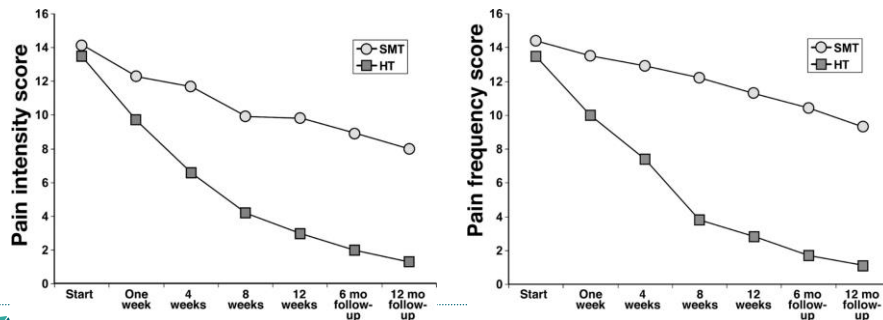 Pain intensity score
16
14
12
10
8
6
4
2
0
SMT
HT
Start
One
week
4
weeks
8
weeks
12
weeks
6 mo
follow-
up
12 mo
follow-
up
Pain frequency score
16
14
12
10
8
6
4
2
0
SMT
HT
Start
One
week
4
weeks
8
weeks
12
weeks
6 mo
follow-
up
12 mo
follow-
up